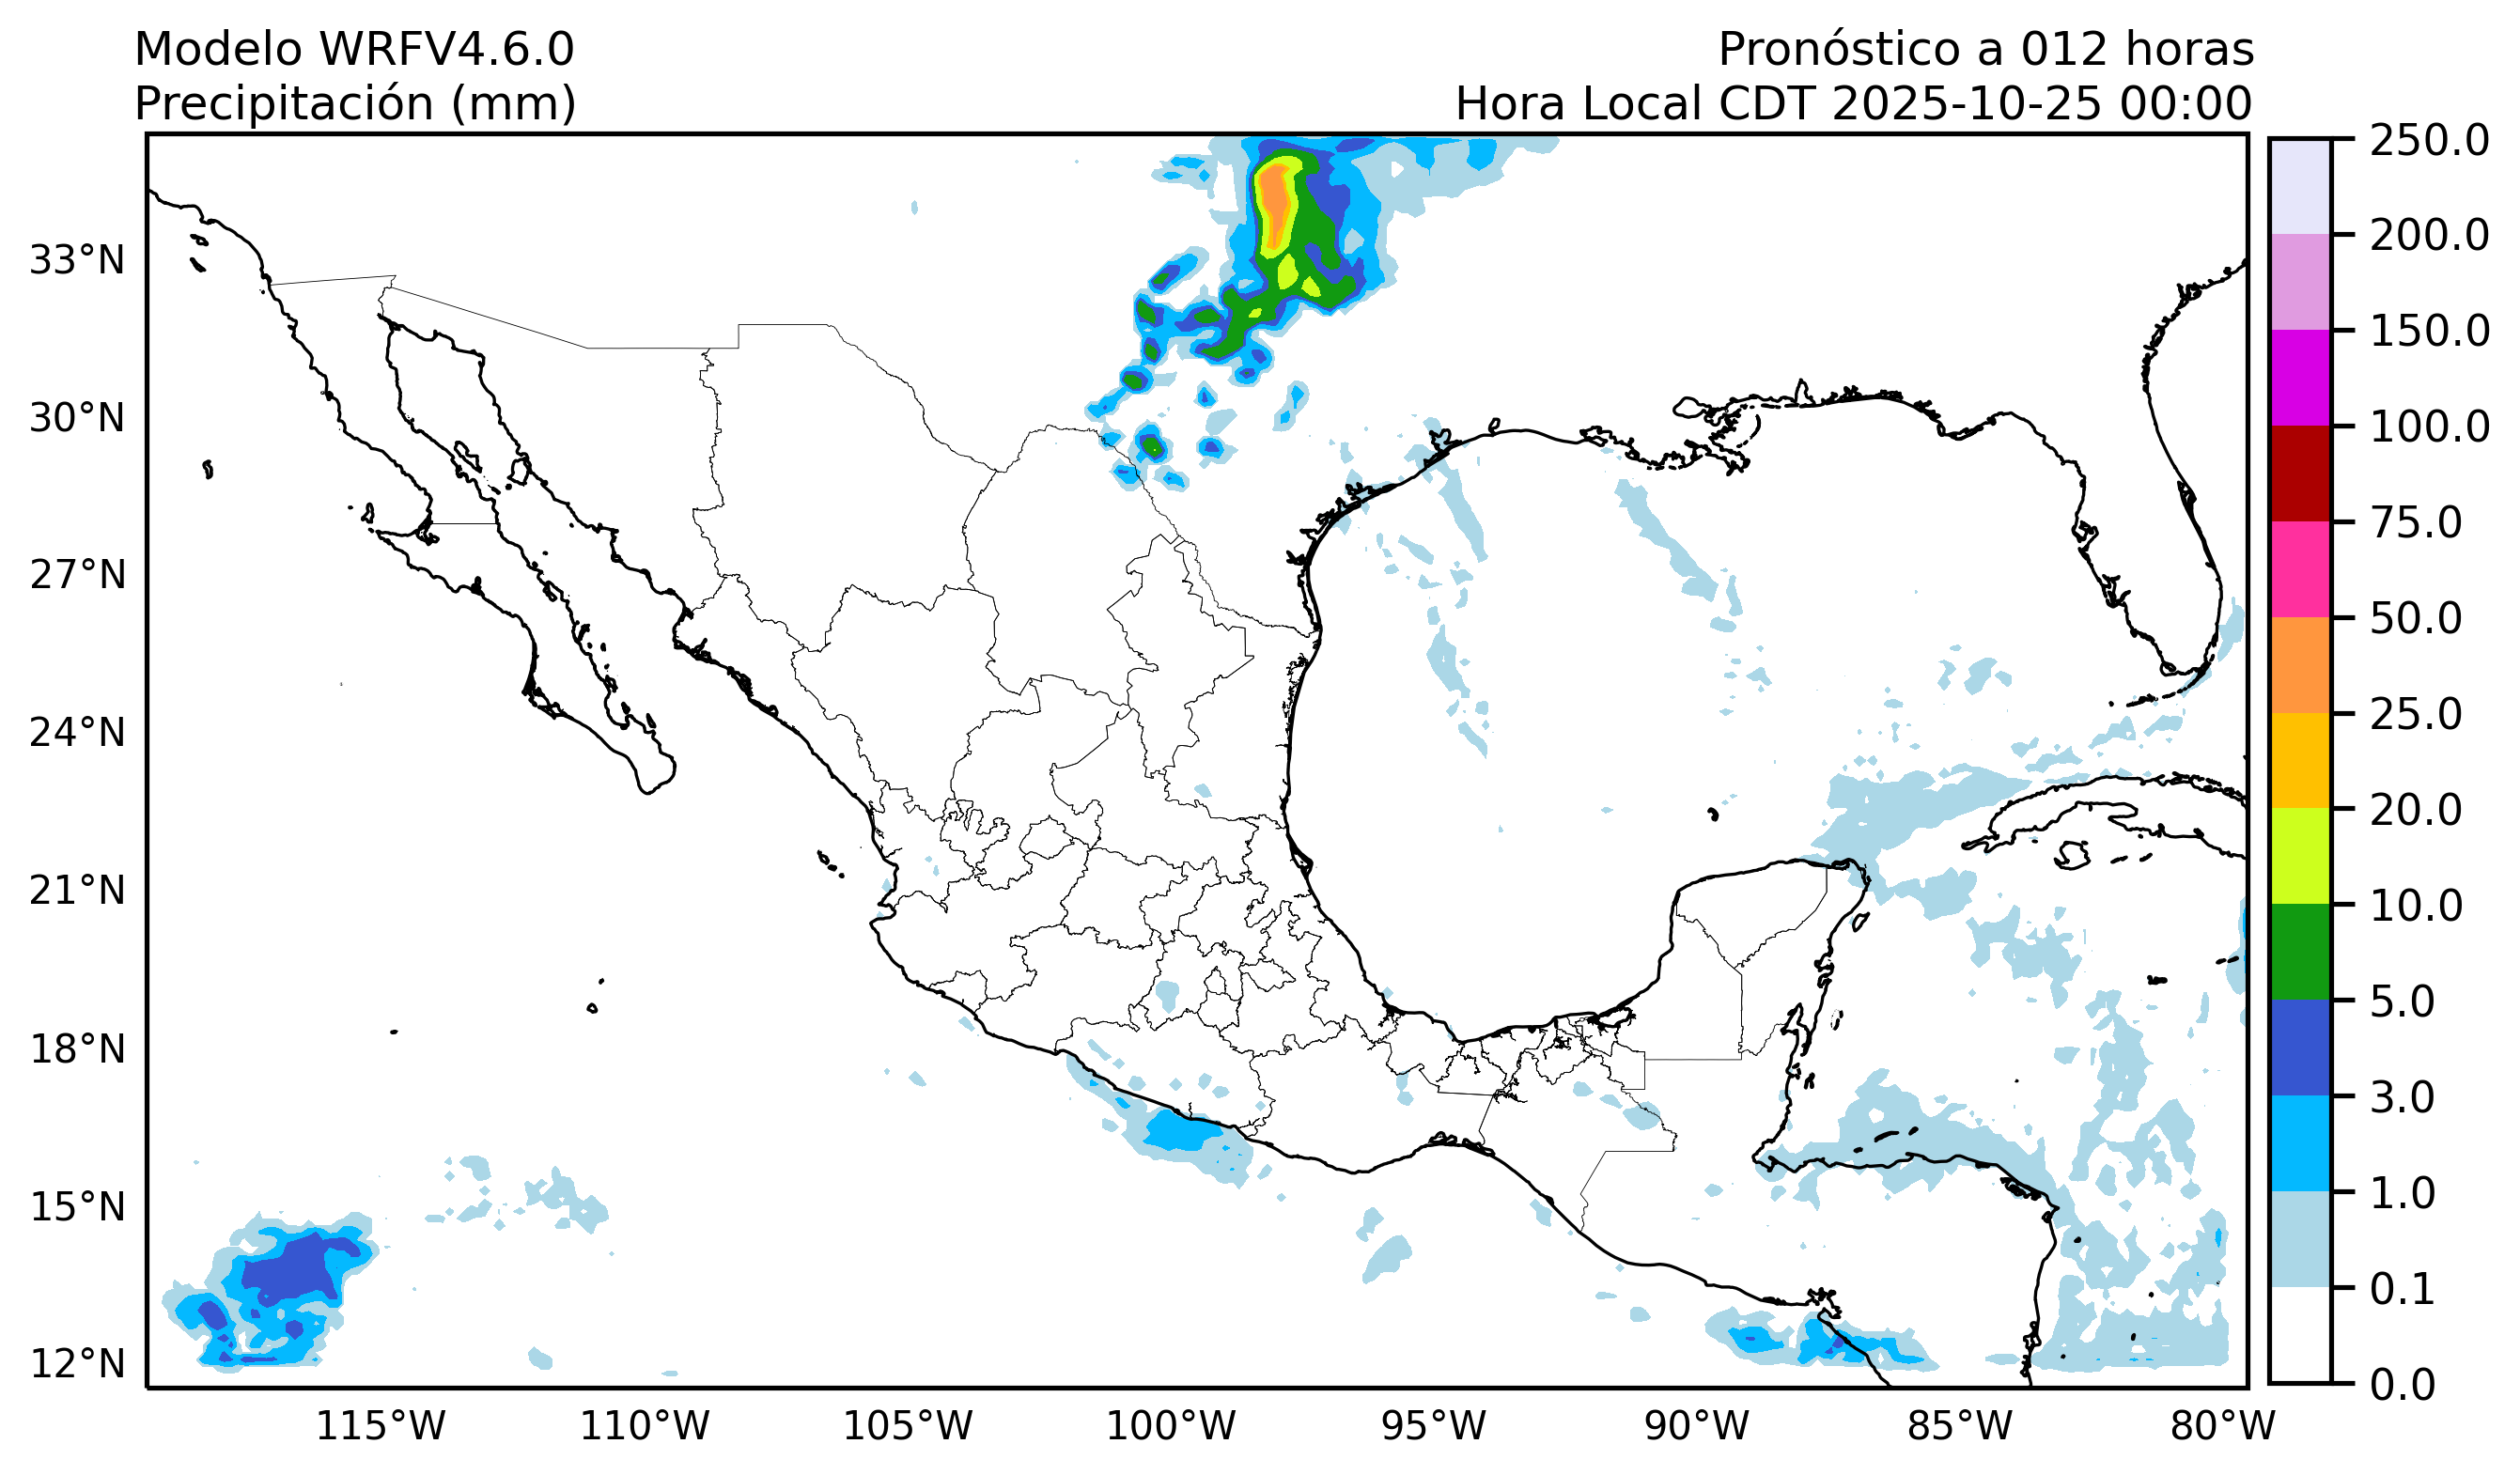 Modelo WRFV4.6.0
Precipitación (mm)
Pronóstico a 012 horas
Hora Local CDT 2025-10-25 00:00
33°N
30°N
27°N
24°N
21°N
18°N
15°N
12°N
115°W
110°W
105°W
100°W
95°W
90°W
85°W
80°W
250.0
200.0
150.0
100.0
75.0
50.0
25.0
20.0
10.0
5.0
3.0
1.0
0.1
0.0